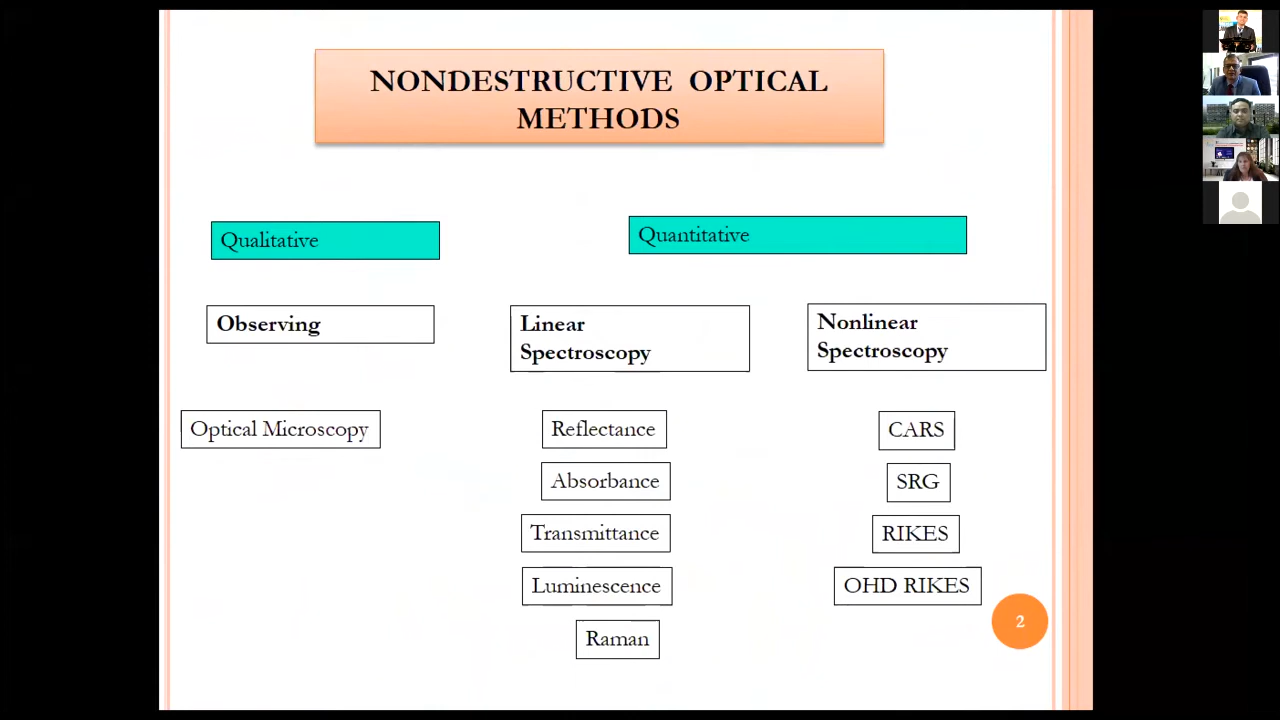 NONDESTRUCTIVE OPTICAL
METHODS
Qualitative
Quantitative
Observing
Linear
Spectroscopy
Nonlinear
Spectroscopy
Optical Microscopy
Reflectance
CARS
Absorbance
SRG
Transmittance
RIKES
Luminescence
OHD RIKES
Raman
2